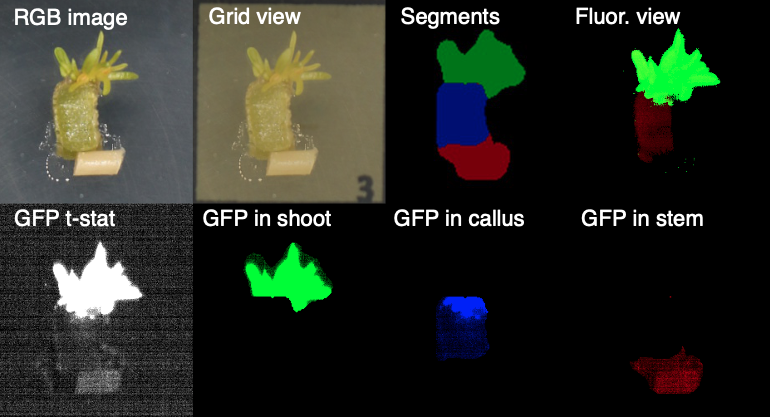 RGB image
Grid view
Segments
Fluor. view
3
GFP t-stat
GFP in shoot
GFP in callus
GFP in stem